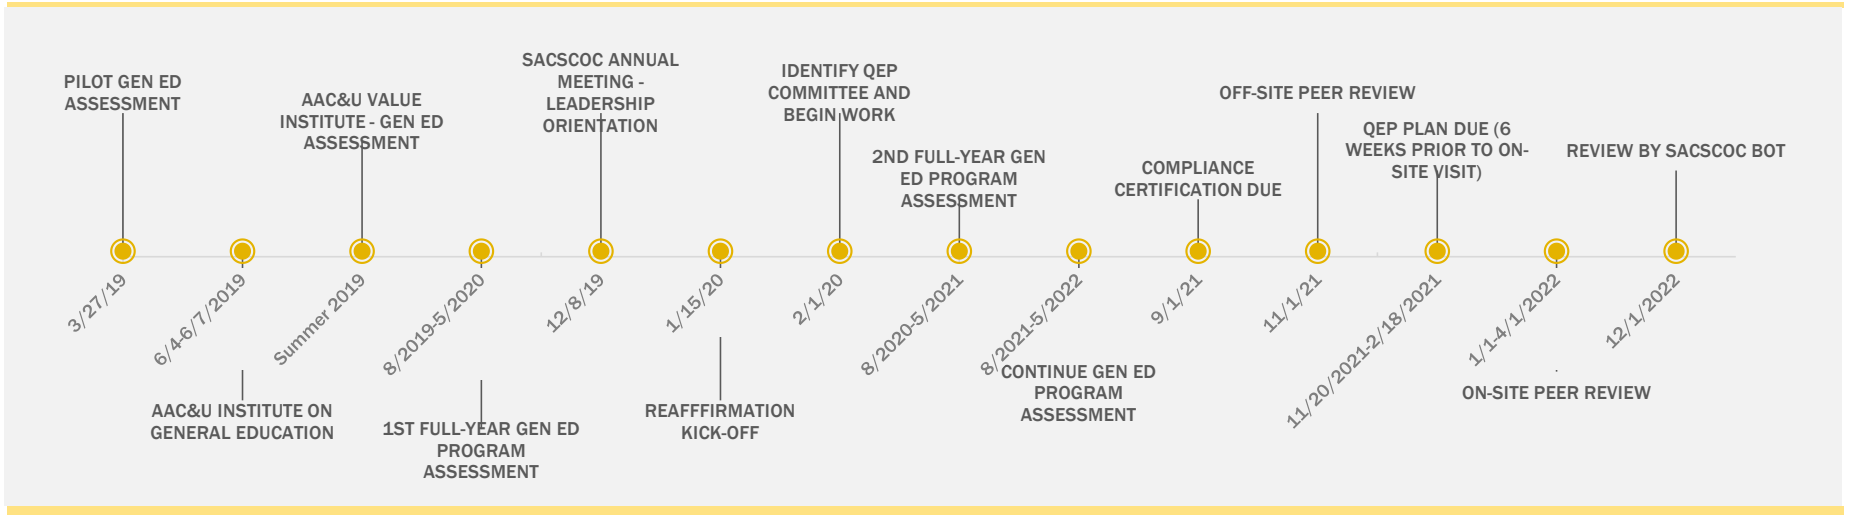 PILOT GEN ED
ASSESSMENT
AAC&U VALUE
INSTITUTE - GEN ED
ASSESSMENT
SACSCOC ANNUAL
MEETING -
LEADERSHIP
ORIENTATION
IDENTIFY QEP
COMMITTEE AND
BEGIN WORK
2ND FULL-YEAR GEN
ED PROGRAM
ASSESSMENT
COMPLIANCE
CERTIFICATION DUE
OFF-SITE PEER REVIEW
QEP PLAN DUE (6
WEEKS PRIOR TO ON-
SITE VISIT)
REVIEW BY SACSCOC BOT
3/27/19
6/4-6/7/2019
Summer 2019
8/2019-5/2020
12/8/19
1/15/20
2/1/20
8/2020-5/2021
8/2021-5/2022
9/1/21
11/1/21
11/20/2021-2/18/2021
1/1-4/1/2022
12/1/2022
AAC&U INSTITUTE ON
GENERAL EDUCATION
1ST FULL-YEAR GEN ED
PROGRAM
ASSESSMENT
REAFFFIRMATION
KICK-OFF
CONTINUE GEN ED
PROGRAM
ASSESSMENT
ON-SITE PEER REVIEW